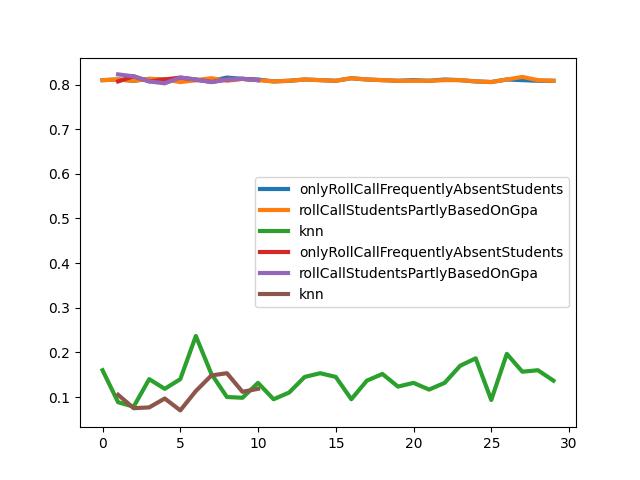 0.8
0.7
0.6
0.5
0.4
0.3
0.2
0.1
onlyRollCallFrequentlyAbsentStudents
rollCallStudentsPartlyBasedOnGpa
knn
onlyRollCallFrequentlyAbsentStudents
rollCallStudentsPartlyBasedOnGpa
knn
0 5 10 15 20 25 30